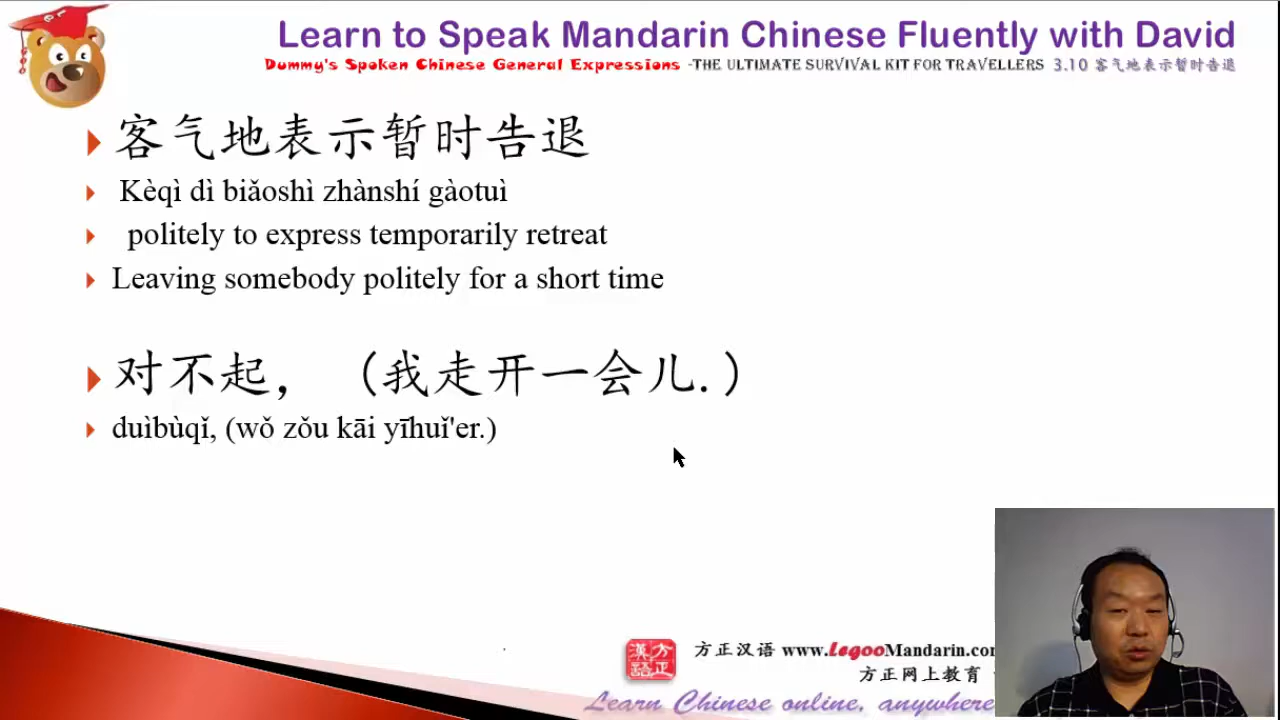 Learn to Speak Mandarin Chinese Fluently with David
Dummy's Spoken Chinese General Expressions -THE ULTIMATE SURVIVAL KIT FOR TRAVELLERS 3.10 客气地表示暂时告退
客气地表示暂时告退
Kèqì dì biǎoshì zhànshí gàotuì
politely to express temporarily retreat
Leaving somebody politely for a short time
对不起，（我走开一会儿.）
duìbùqǐ, (wǒ zǒu kāi yīhuǐ'er.)
漢方語正 方正汉语 www.LegooMandarin.com
方正网上教育
Learn Chinese online, anywhere